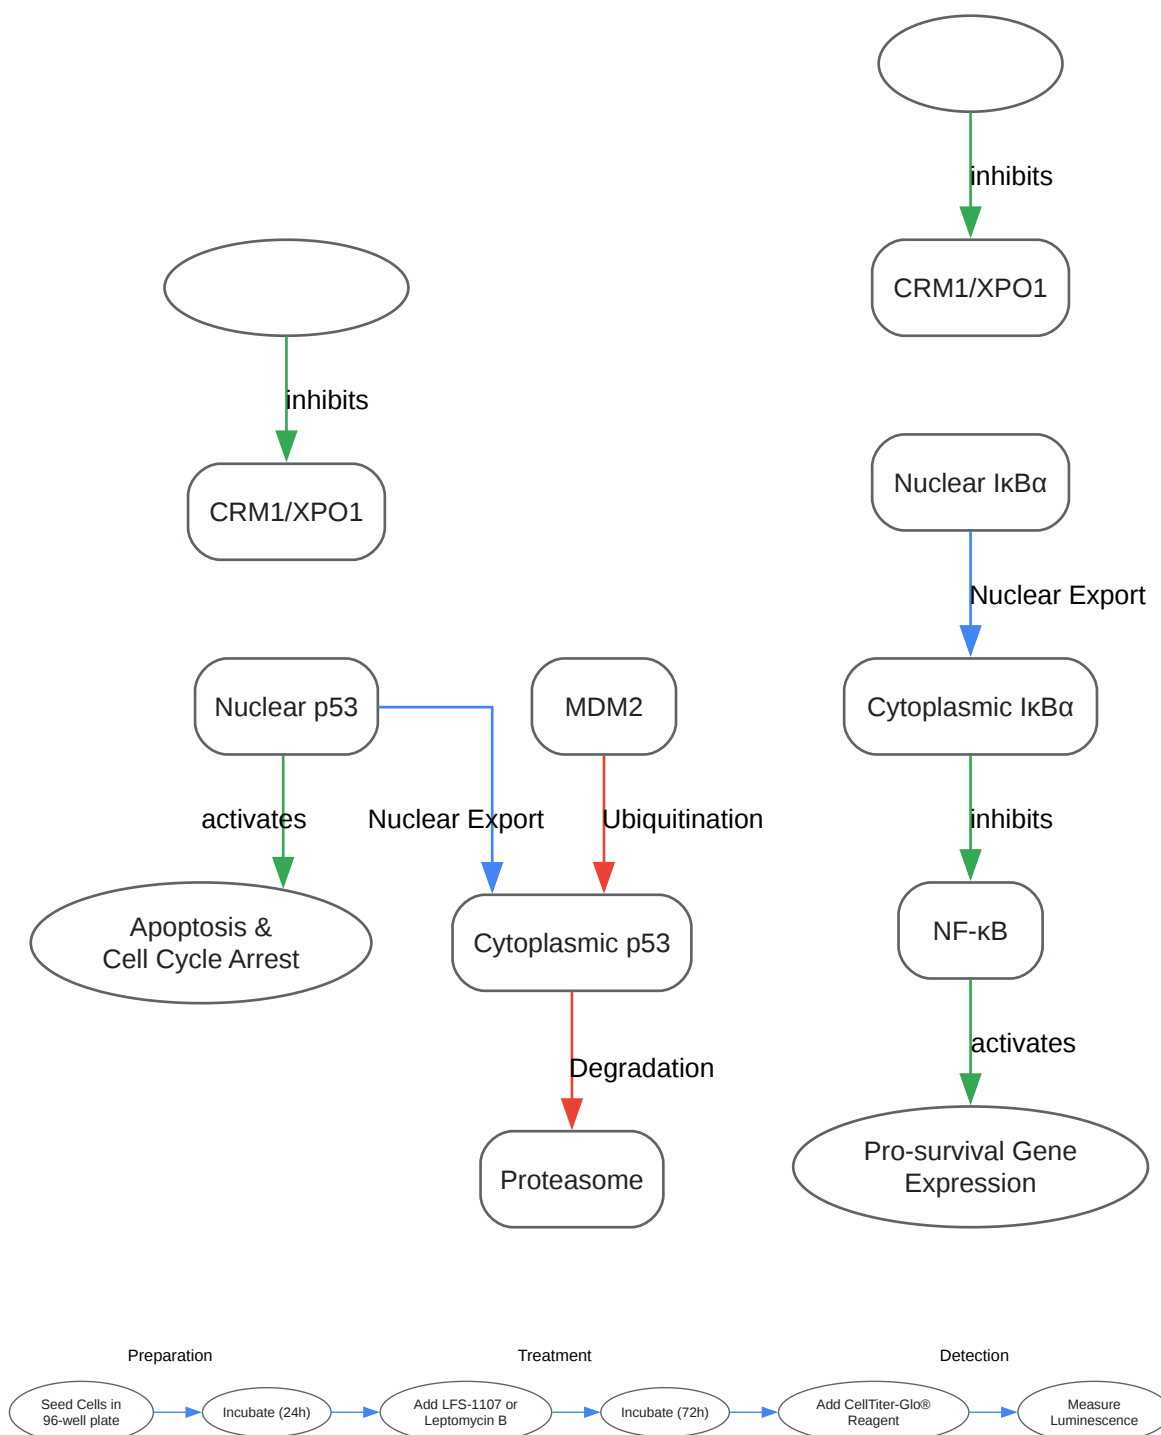 inhibits
CRM1/XPO1
inhibits
CRM1/XPO1
Nuclear IκBα
Nuclear Export
Nuclear p53
MDM2
Cytoplasmic IκBα
activates
Nuclear Export
Ubiquitination
inhibits
Apoptosis &
Cell Cycle Arrest
Cytoplasmic p53
NF-κB
Degradation
activates
Proteasome
Pro-survival Gene
Expression
Preparation
Treatment
Detection
Seed Cells in
96-well plate
Incubate (24h)
Add LFS-1107 or
Leptomycin B
Incubate (72h)
Add CellTiter-Glo®
Reagent
Measure
Luminescence